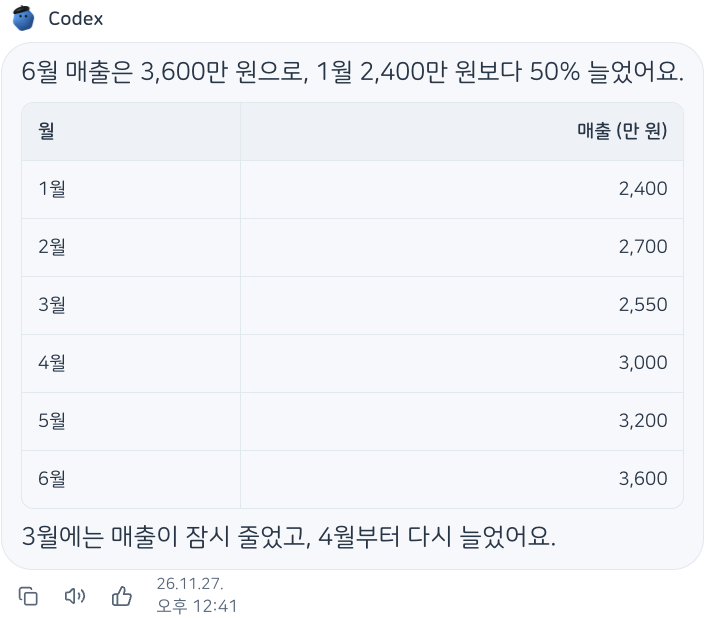 Codex
6월 매출은 3,600만 원으로, 1월 2,400만 원보다 50% 늘었어요.
월 매출 (만 원)
1월 2,400
2월 2,700
3월 2,550
4월 3,000
5월 3,200
6월 3,600
3월에는 매출이 잠시 줄었고, 4월부터 다시 늘었어요.
26.11.27.
오후 12:41